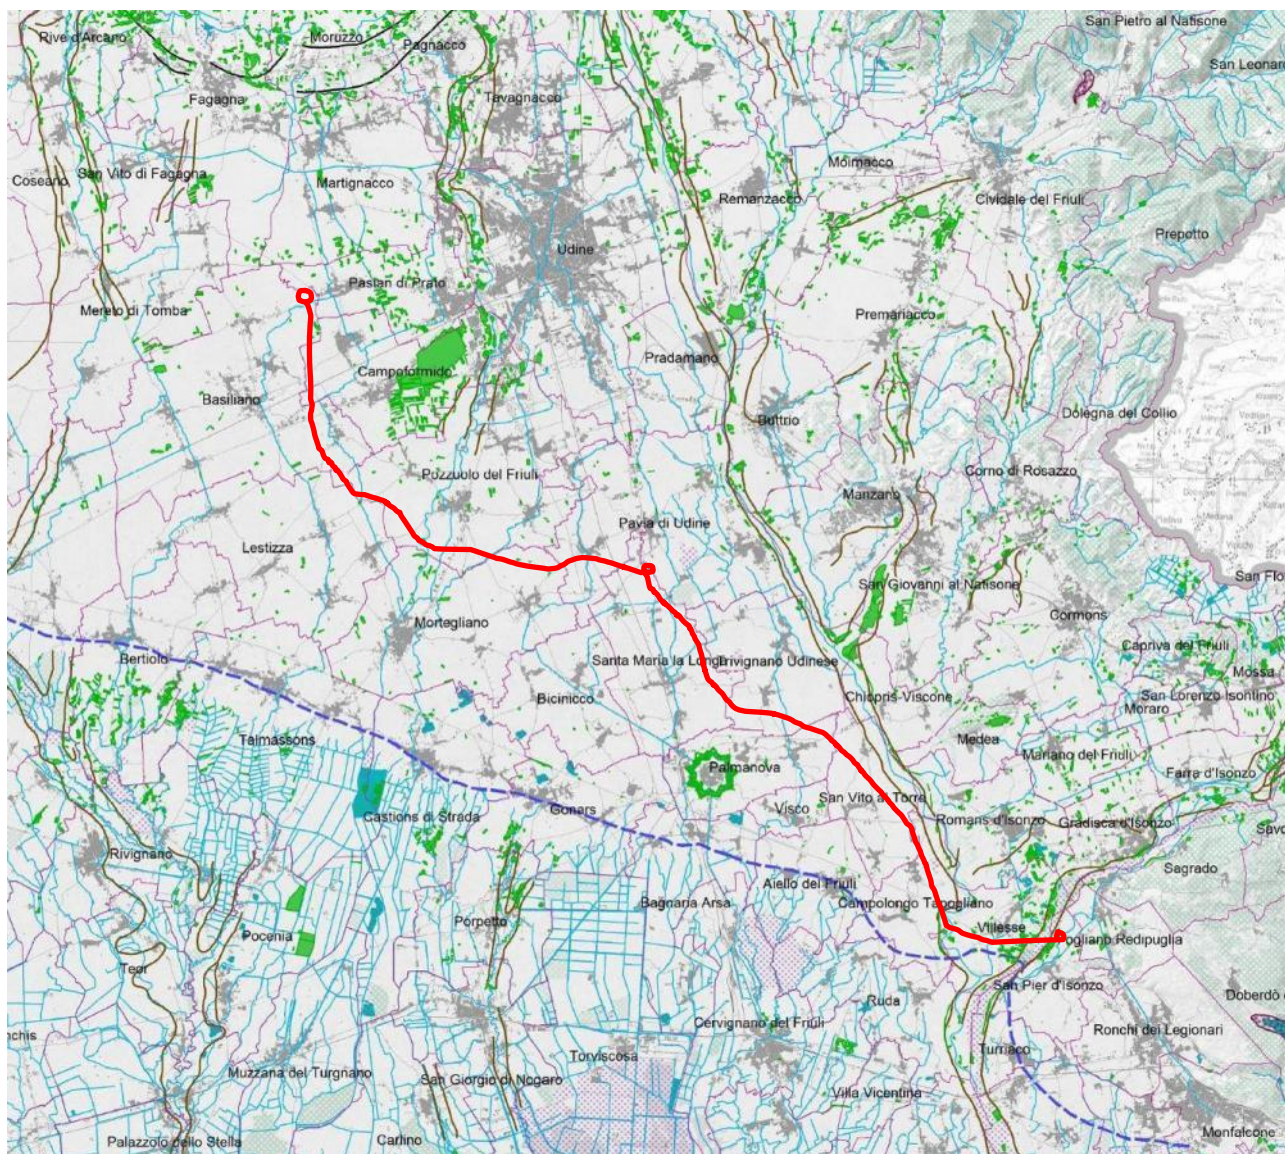 San Pietro al Natisone
Rive d'Arcano
Moruzzo
Pagnacco
San Leonar
Fagagna
Tavagnacco
Moimacco
San Vito di Fagagna
Coseano
Martignacco
Remanzacco
Cividale del Friuli
Prepotto
Udine
Pasian di Prato
Mereto di Tomba
Premariacco
Pradamano
Campoformido
Basiliano
Dolegna del Collio
Buttrio
Pozzuolo del Friuli
Corno di Rosazzo
Manzano
Pavia di Udine
Lestizza
San Giovanni al Natisone
San Flo
Mortegliano
Cormons
Capriva del Friuli
Bertiolo
Santa Maria la Longa
Trivignano Udinese
Mossa
Bicinicco
Chiopris-Viscone
San Lorenzo Isontino
Moraro
Talmassons
Medea
Mariano del Friuli
Palmanova
Farra d'Isonzo
San Vito al Torre
Visco
Gonars
Castions di Strada
Romans d'Isonzo
Gradisca d'Isonzo
Savo
Rivignano
Sagrado
Aiello del Friuli
Bagnaria Arsa
Campolongo Tapogliano
Porpetto
Villesse
Pocenia
ogliano Redipuglia
Teor
San Pier d'Isonzo
Doberdò
Ruda
Cervignano del Friuli
Ronchi dei Legionari
nchis
Turriaco
Torviscosa
Muzzana del Turgnano
San Giorgio di Nogaro
Villa Vicentina
Monfalcone
Palazzolo dello Stella
Carlino